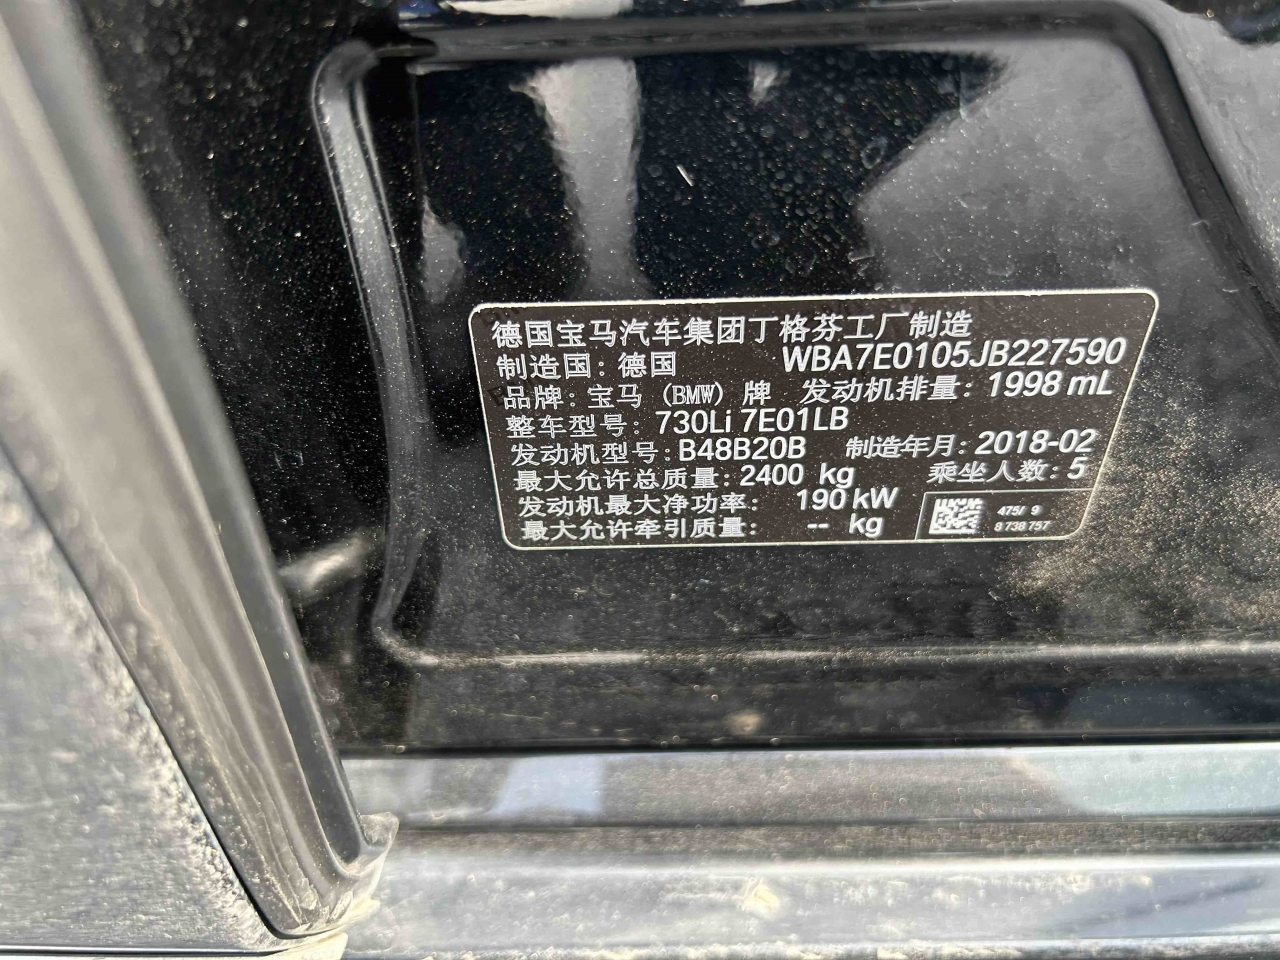 德国宝马汽车集团丁格芬工厂制造
制造国: 德国 WBA7E0105JB227590
品牌: 宝马 (BMW) 牌 发动机排量: 1998 mL
整车型号: 730Li 7E01LB
发动机型号: B48B20B 制造年月: 2018-02
最大允许总质量: 2400 kg 乘坐人数: 5
发动机最大净功率: 190 kW
最大允许牵引质量: -- kg
475/ 9
8 738 757